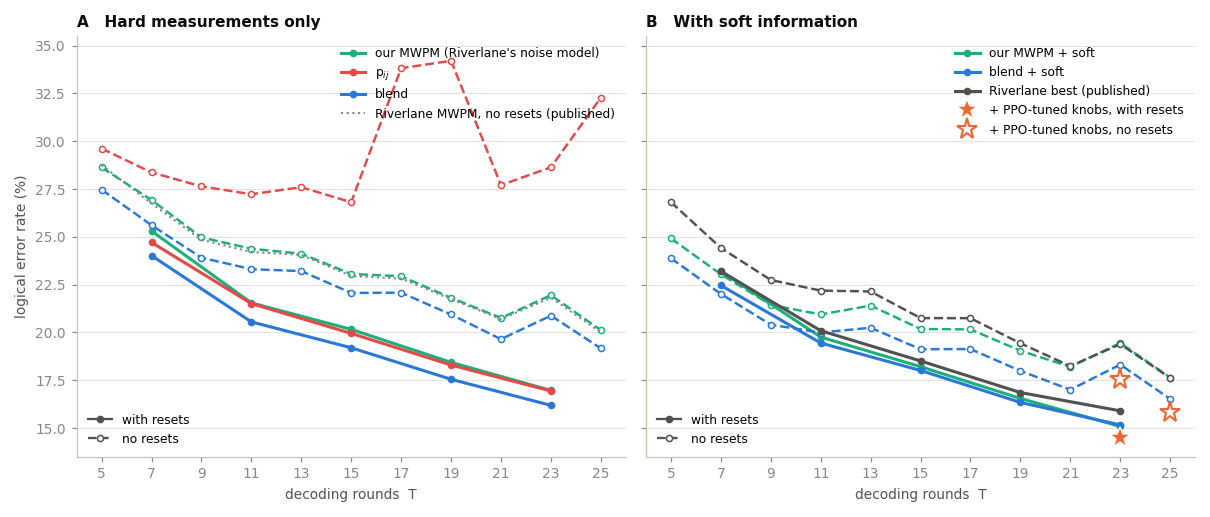 A Hard measurements only
35.0
32.5
30.0
27.5
25.0
22.5
20.0
17.5
15.0
logical error rate (%)
our MWPM (Riverlane's noise model)
pij
blend
Riverlane MWPM, no resets (published)
with resets
no resets
5 7 9 11 13 15 17 19 21 23 25
decoding rounds T
B With soft information
our MWPM + soft
blend + soft
Riverlane best (published)
+ PPO-tuned knobs, with resets
+ PPO-tuned knobs, no resets
with resets
no resets
5 7 9 11 13 15 17 19 21 23 25
decoding rounds T